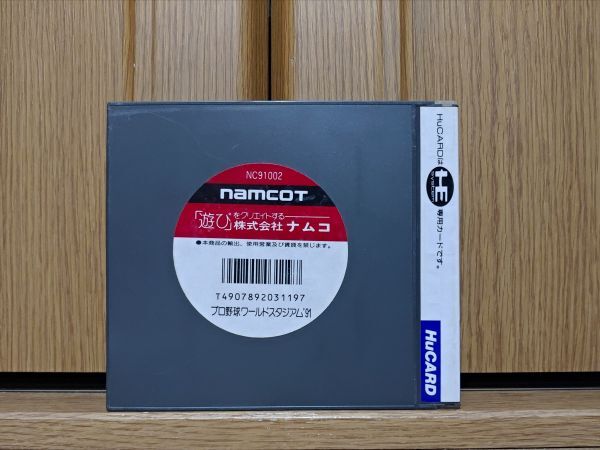 NC91002
namcoT
「遊び」をクリエイトする
株式会社 ナムコ
●本商品の輸出、使用営業及び賃貸を禁じます。
T4907892031197
プロ野球ワールドスタジアム'91
HuCARDは HE SYSTEM 専用カードです。
HuCARD